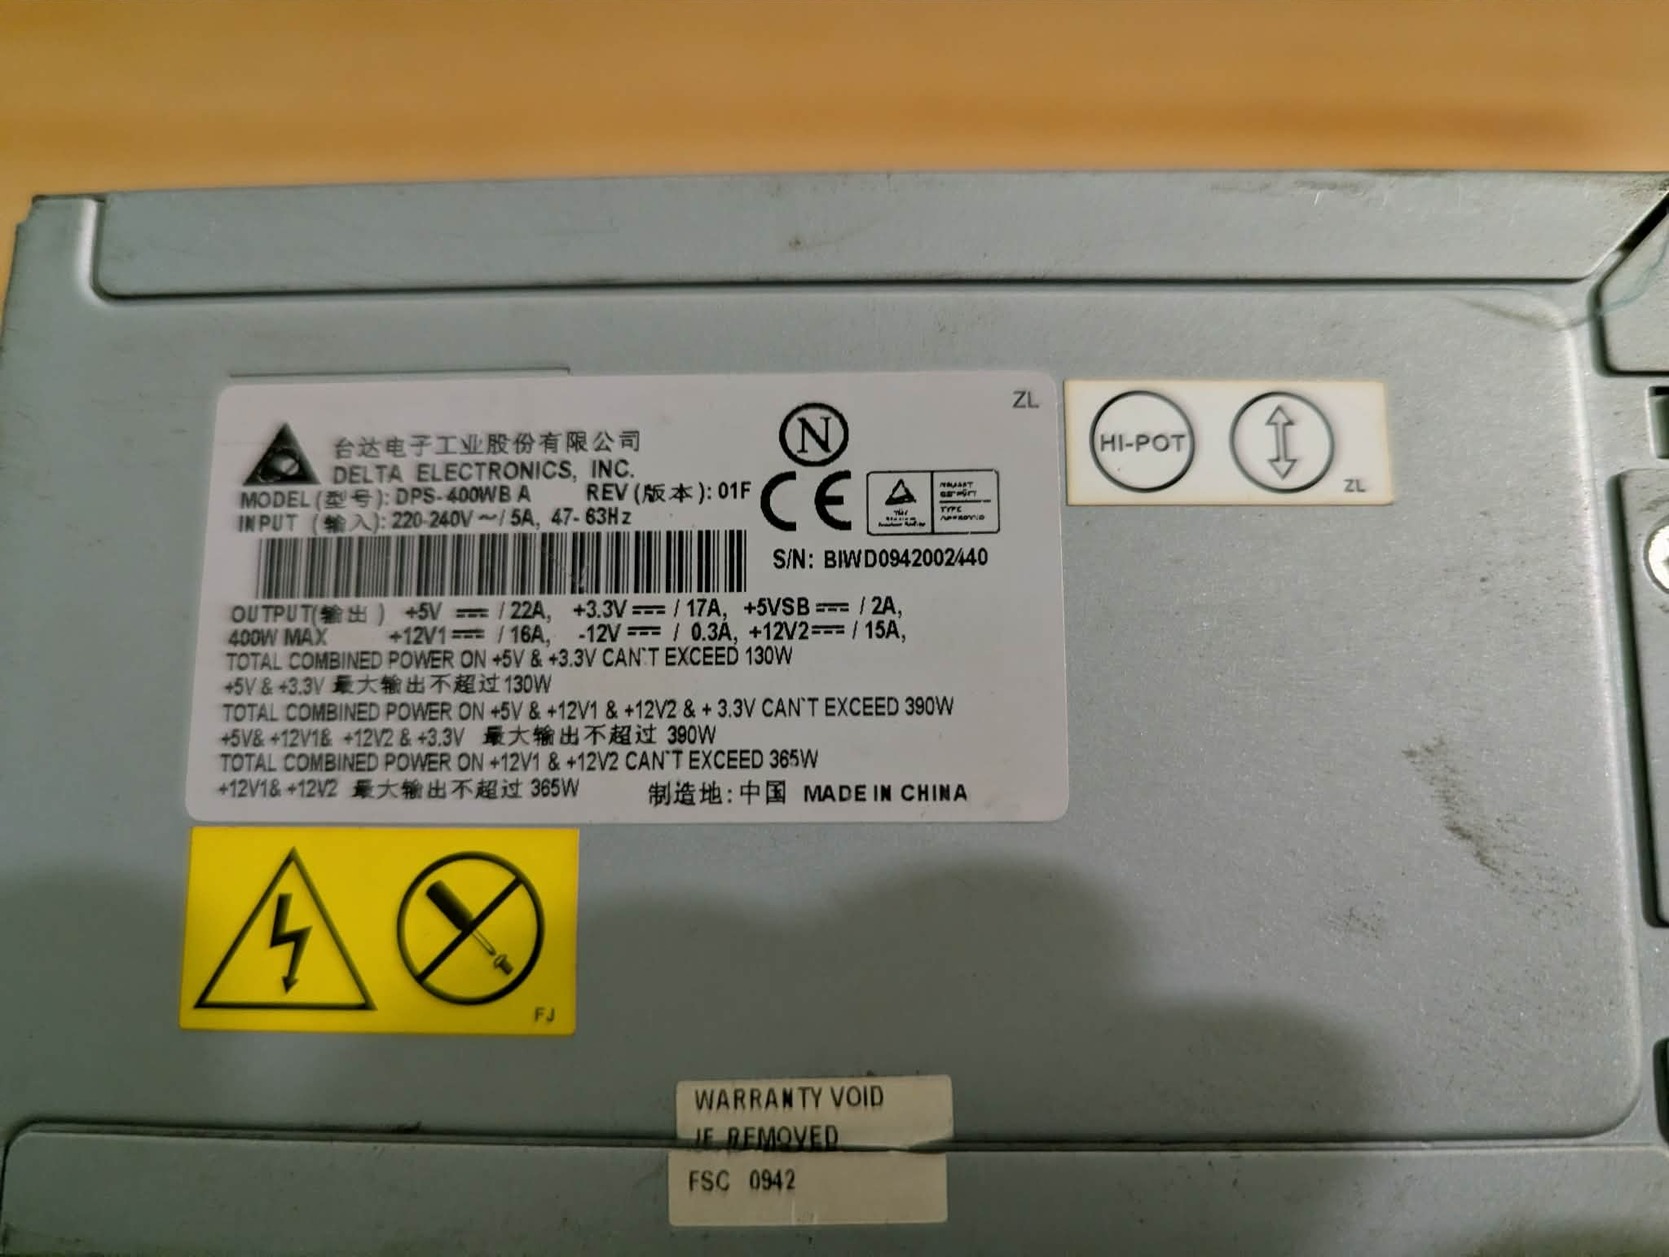 ZL
台达电子工业股份有限公司
DELTA ELECTRONICS, INC.
MODEL (型号): DPS-400WB A REV (版本): 01F
INPUT (输入): 220-240V ～/ 5A, 47-63Hz
N
CE
TYPE
S/N: BIWD0942002440
OUTPUT(输出) +5V ⎓ / 22A, +3.3V ⎓ / 17A, +5VSB ⎓ / 2A,
400W MAX +12V1 ⎓ / 16A, -12V ⎓ / 0.3A, +12V2 ⎓ / 15A,
TOTAL COMBINED POWER ON +5V & +3.3V CAN`T EXCEED 130W
+5V & +3.3V 最大输出不超过130W
TOTAL COMBINED POWER ON +5V & +12V1 & +12V2 & + 3.3V CAN`T EXCEED 390W
+5V& +12V1& +12V2 & +3.3V 最大输出不超过 390W
TOTAL COMBINED POWER ON +12V1 & +12V2 CAN`T EXCEED 365W
+12V1& +12V2 最大输出不超过 365W
制造地: 中国 MADE IN CHINA
HI-POT
ZL
FJ
WARRANTY VOID
IF REMOVED
FSC 0942